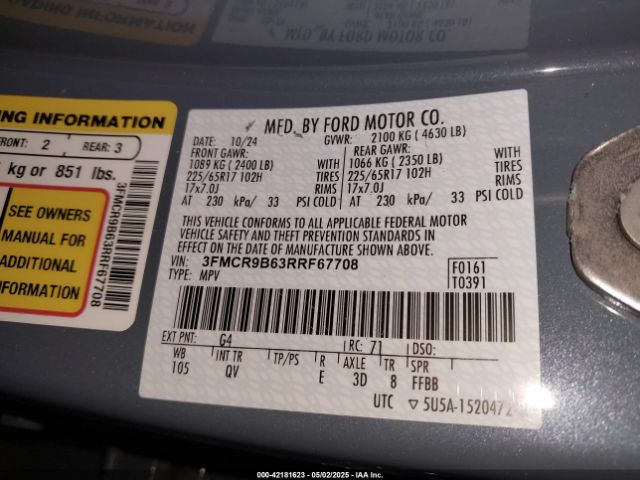 NG INFORMATION
FRONT: 2 REAR: 3
kg or 851 lbs.
SEE OWNERS
MANUAL FOR
ADDITIONAL
INFORMATION
3FMCR9B63RRF67708
MFD. BY FORD MOTOR CO.
DATE: 10/24 GVWR: 2100 KG ( 4630 LB)
FRONT GAWR: REAR GAWR:
1089 KG ( 2400 LB) WITH 1066 KG ( 2350 LB) WITH
225/65R17 102H TIRES 225/65R17 102H TIRES
17x7.0J RIMS 17x7.0J RIMS
AT 230 kPa/ 33 PSI COLD AT 230 kPa/ 33 PSI COLD
THIS VEHICLE CONFORMS TO ALL APPLICABLE FEDERAL MOTOR
VEHICLE SAFETY AND THEFT PREVENTION STANDARDS IN
EFFECT ON THE DATE OF MANUFACTURE SHOWN ABOVE.
VIN: 3FMCR9B63RRF67708 F0161
TYPE: MPV T0391
EXT PNT: G4 RC: 71 DSO:
WB INT TR TP/PS R AXLE TR SPR
105 QV E 3D 8 FFBB
UTC ▽ 5U5A-1520472
000-42181623 - 05/02/2025 - IAA Inc.